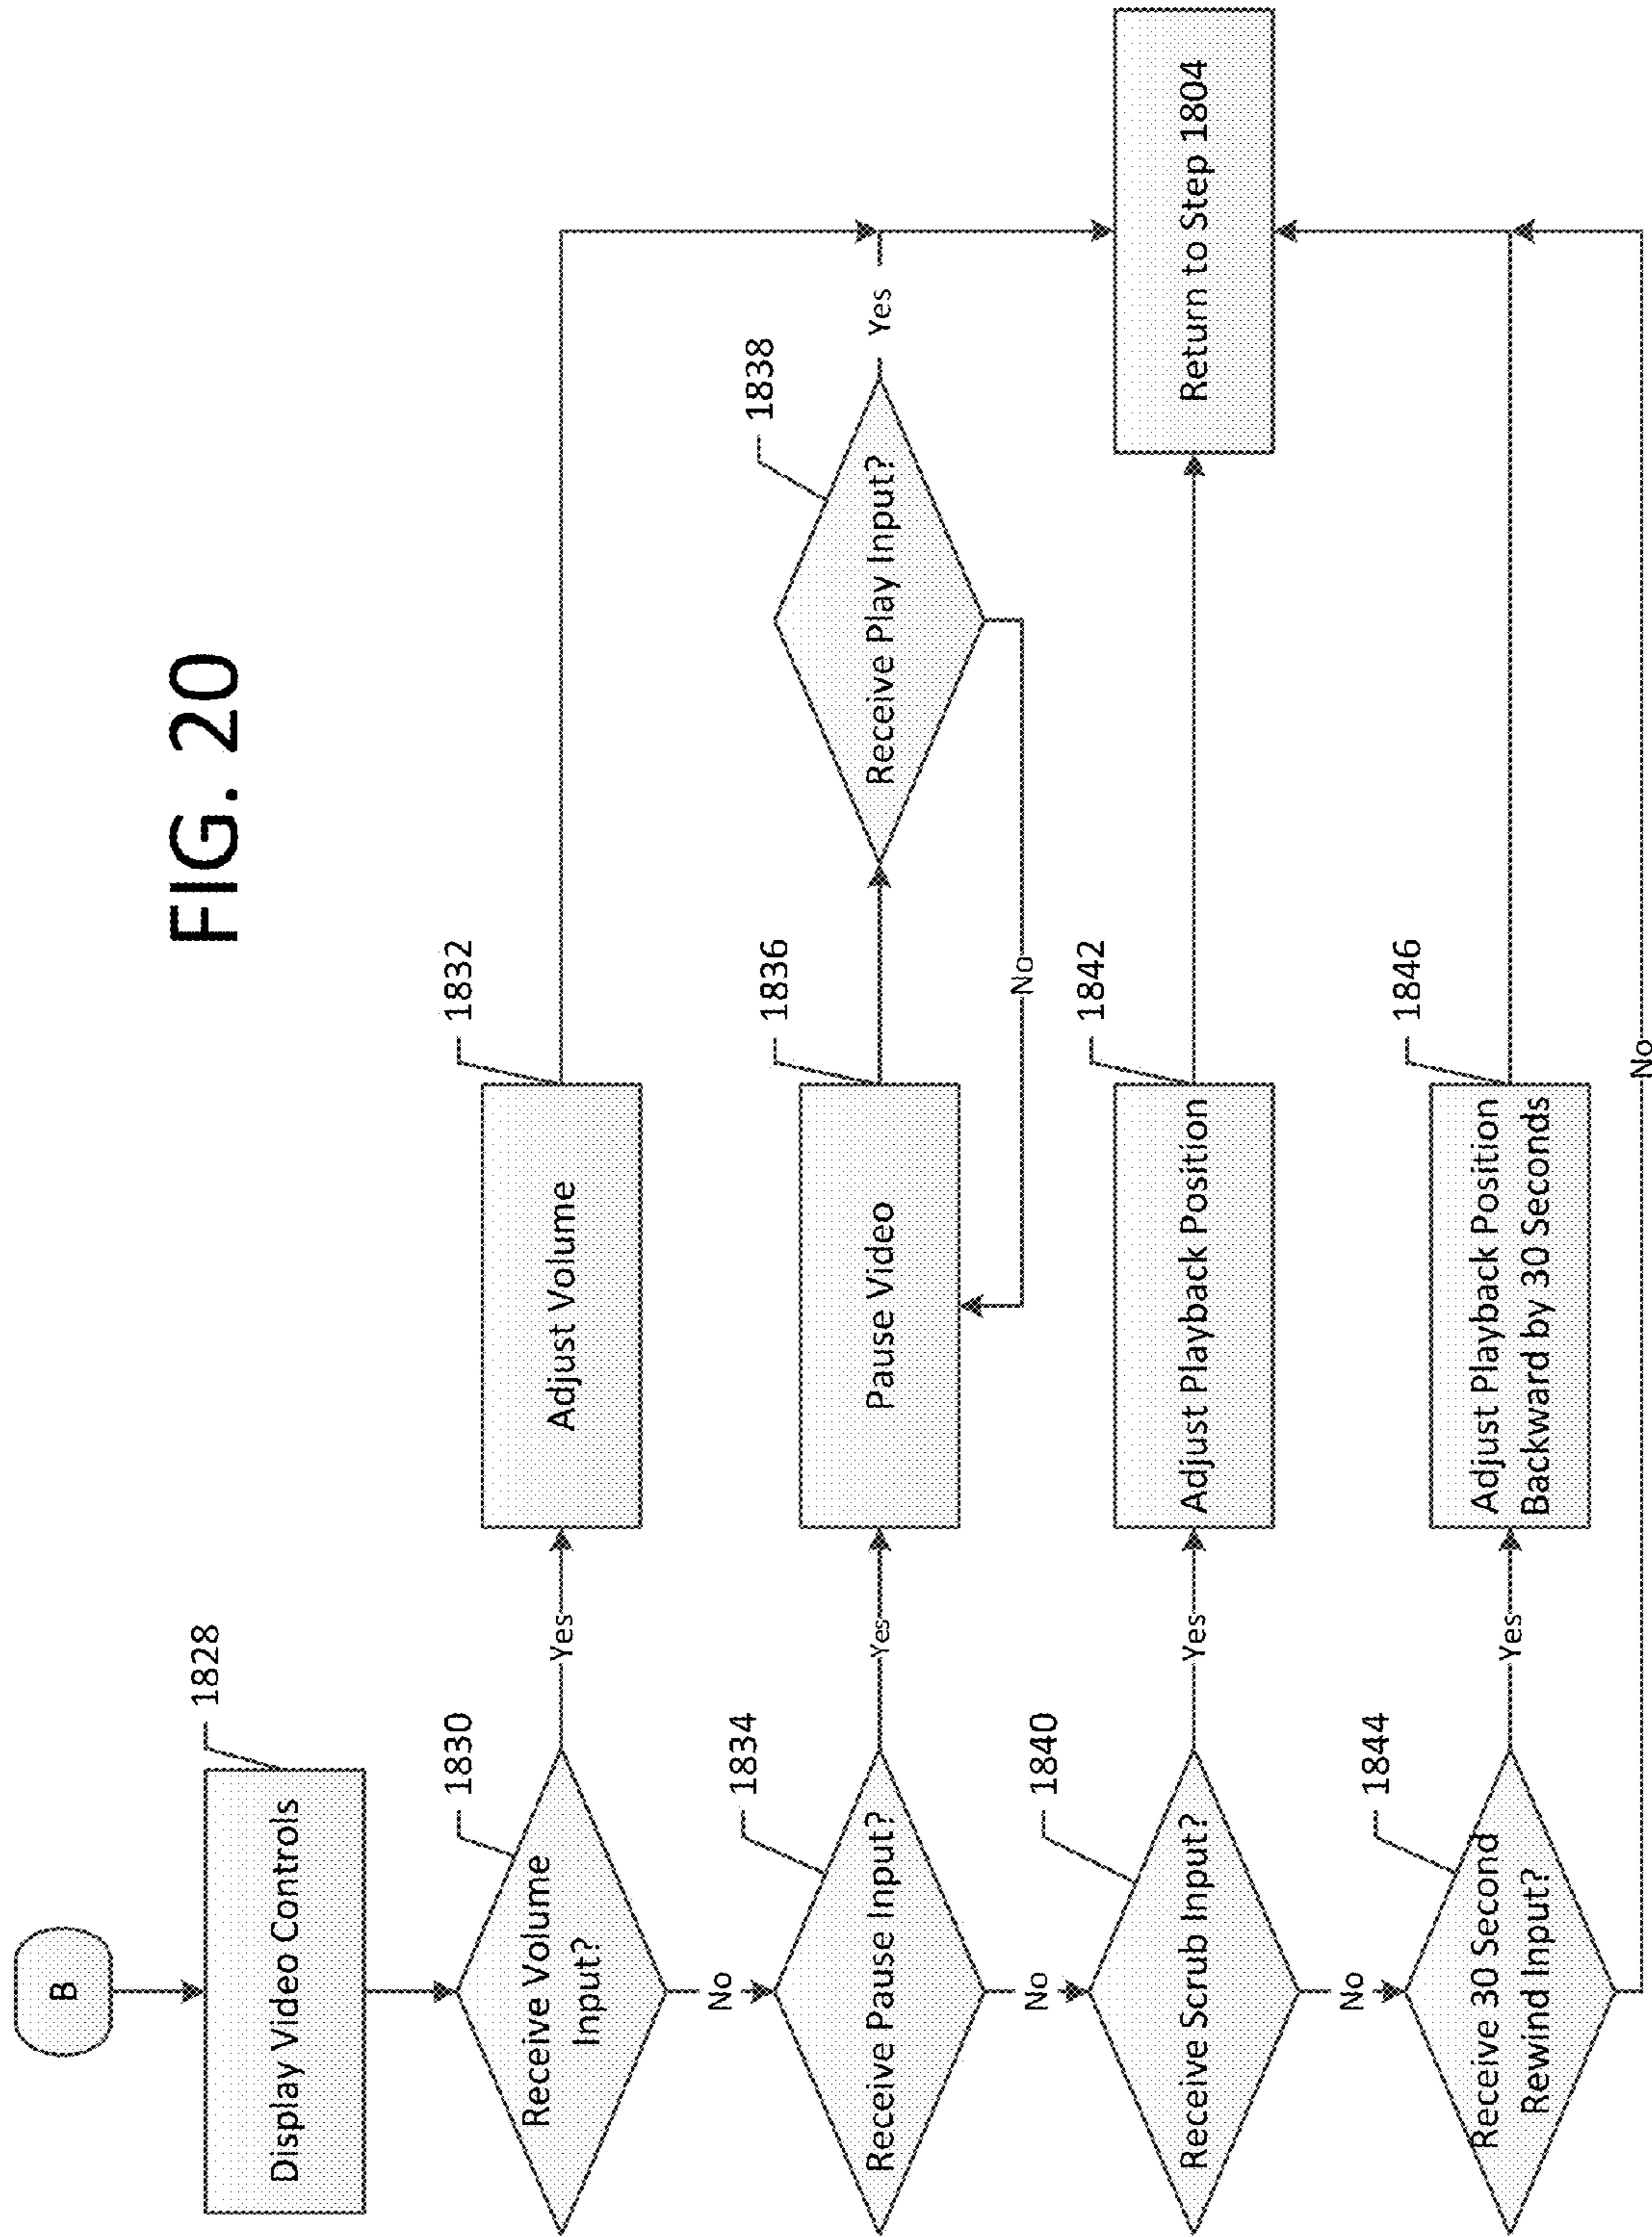 FIG. 20
B
1828
Display Video Controls
1830
Receive Volume
Input?
Yes
1832
Adjust Volume
No
1834
Receive Pause Input?
Yes
1836
Pause Video
1838
Receive Play Input?
Yes
No
No
1840
Receive Scrub Input?
Yes
1842
Adjust Playback Position
Return to Step 1804
No
1844
Receive 30 Second
Rewind Input?
Yes
1846
Adjust Playback Position
Backward by 30 Seconds
No